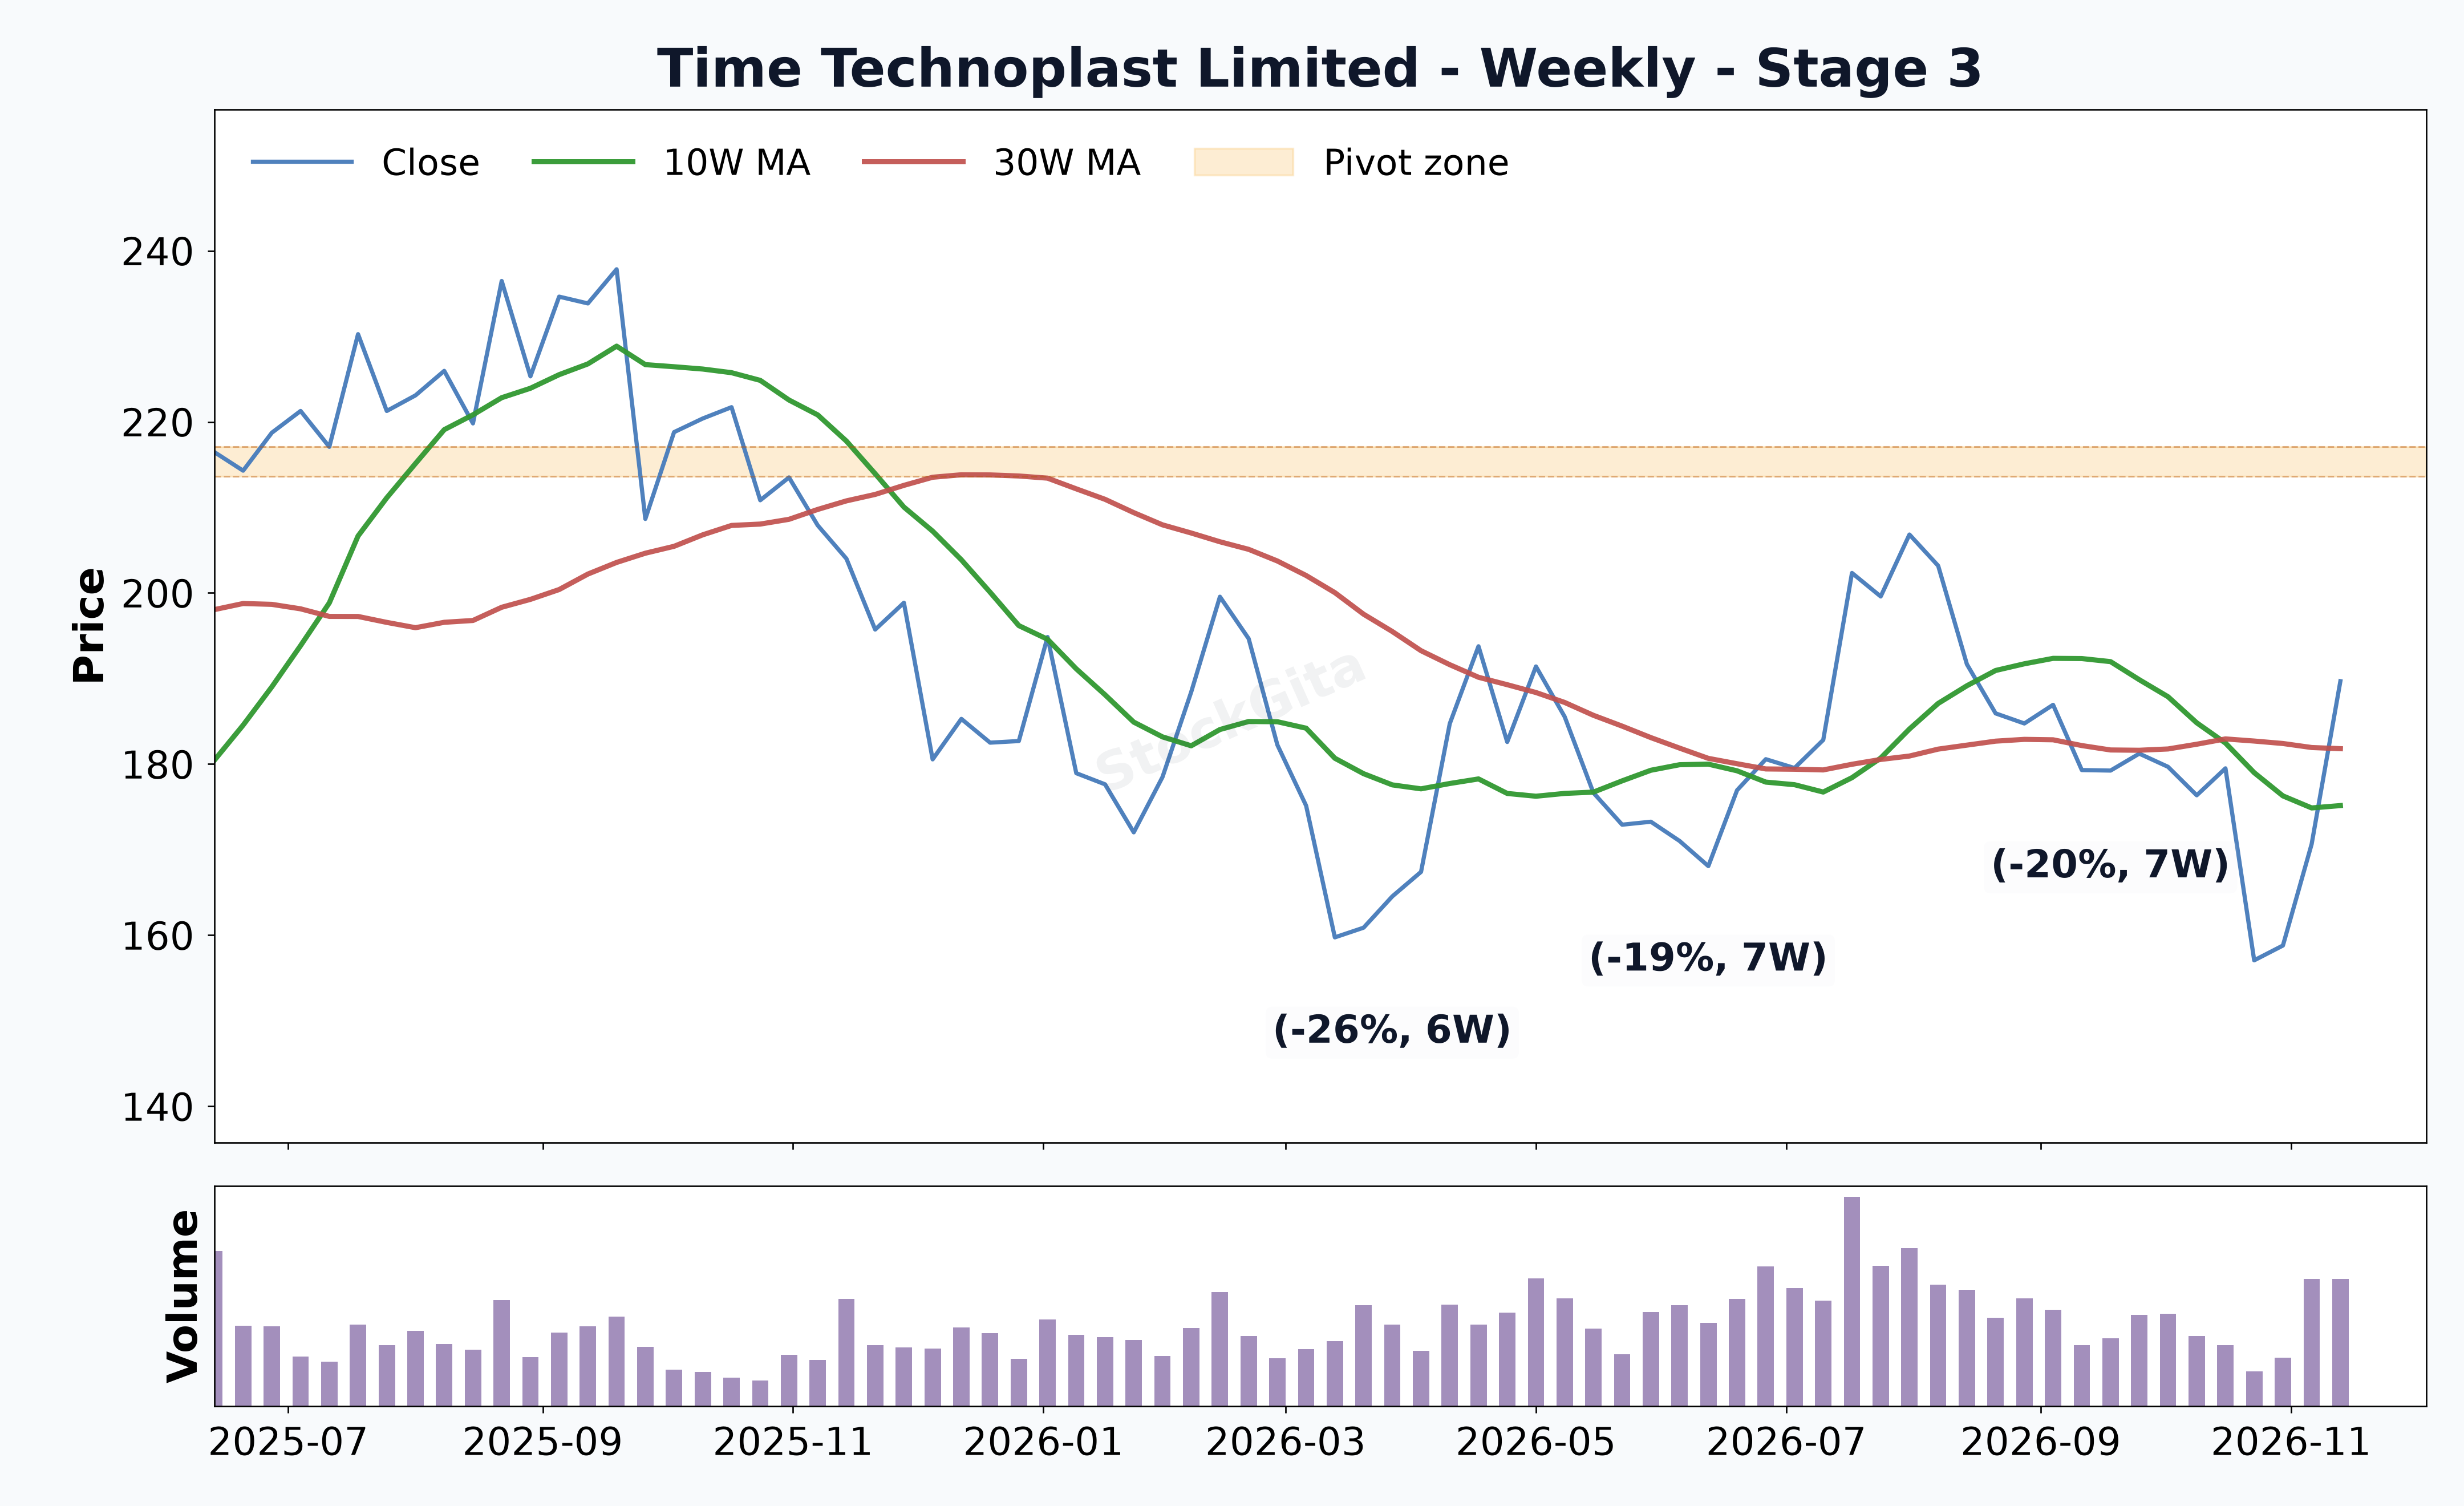 Time Technoplast Limited - Weekly - Stage 3
Close 10W MA 30W MA Pivot zone
240
220
200
180
160
140
Price
StockGita
(-20%, 7W)
(-19%, 7W)
(-26%, 6W)
Volume
2025-07 2025-09 2025-11 2026-01 2026-03 2026-05 2026-07 2026-09 2026-11